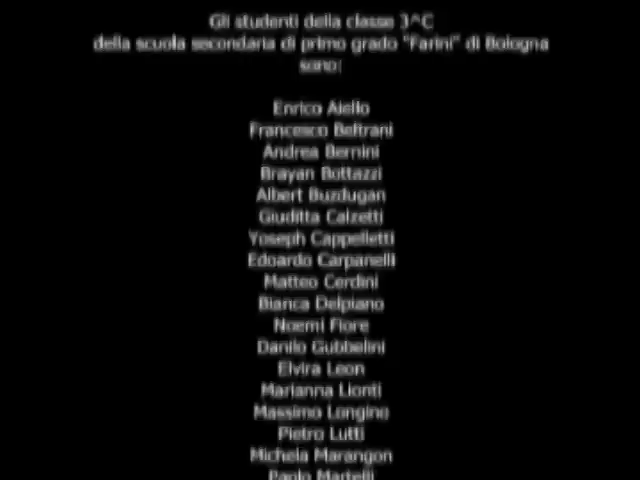 Gli studenti della classe 3^C
della scuola secondaria di primo grado "Farini" di Bologna
sono:
Enrico Aiello
Francesco Beltrani
Andrea Bernini
Brayan Bottazzi
Albert Buzdugan
Giuditta Calzetti
Yoseph Cappelletti
Edoardo Carpanelli
Matteo Cerdini
Bianca Delpiano
Noemi Fiore
Danilo Gubbelini
Elvira Leon
Marianna Lionti
Massimo Longino
Pietro Lutti
Michela Marangon
Paolo Martelli